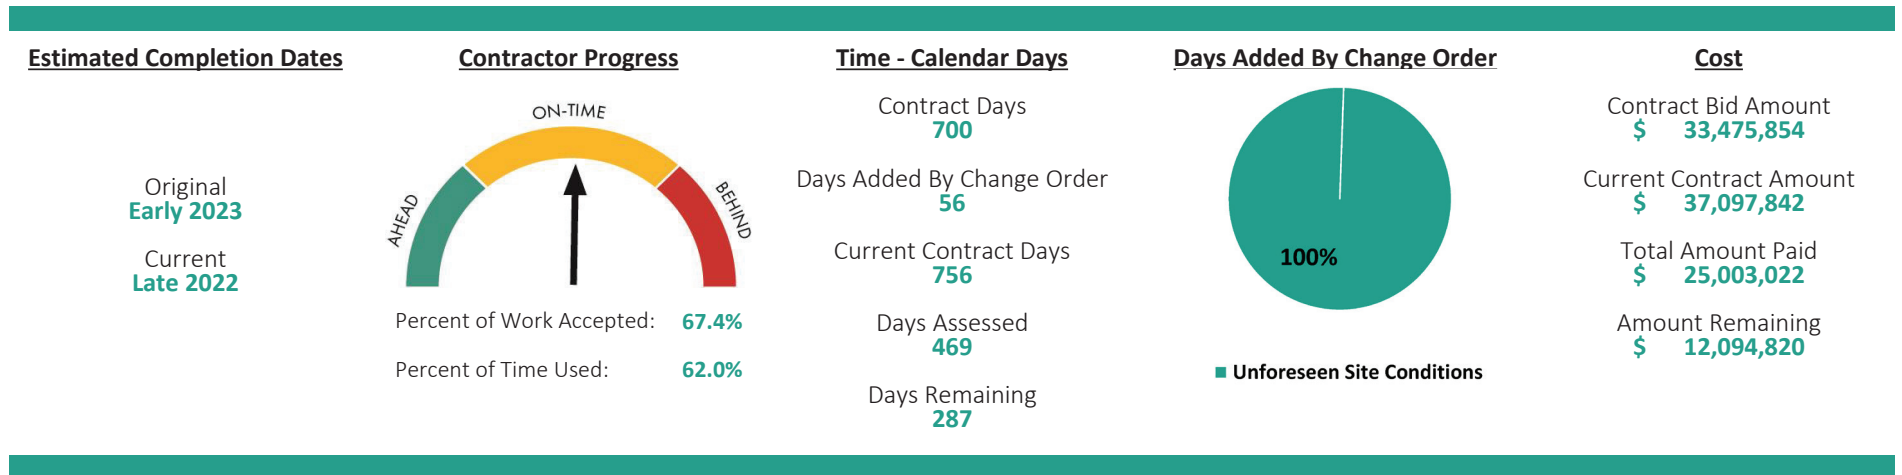 Estimated Completion Dates
Original
Early 2023
Current
Late 2022
Contractor Progress
ON-TIME
AHEAD
BEHIND
Percent of Work Accepted: 67.4%
Percent of Time Used: 62.0%
Time - Calendar Days
Contract Days
700
Days Added By Change Order
56
Current Contract Days
756
Days Assessed
469
Days Remaining
287
Days Added By Change Order
100%
Unforeseen Site Conditions
Cost
Contract Bid Amount
$ 33,475,854
Current Contract Amount
$ 37,097,842
Total Amount Paid
$ 25,003,022
Amount Remaining
$ 12,094,820